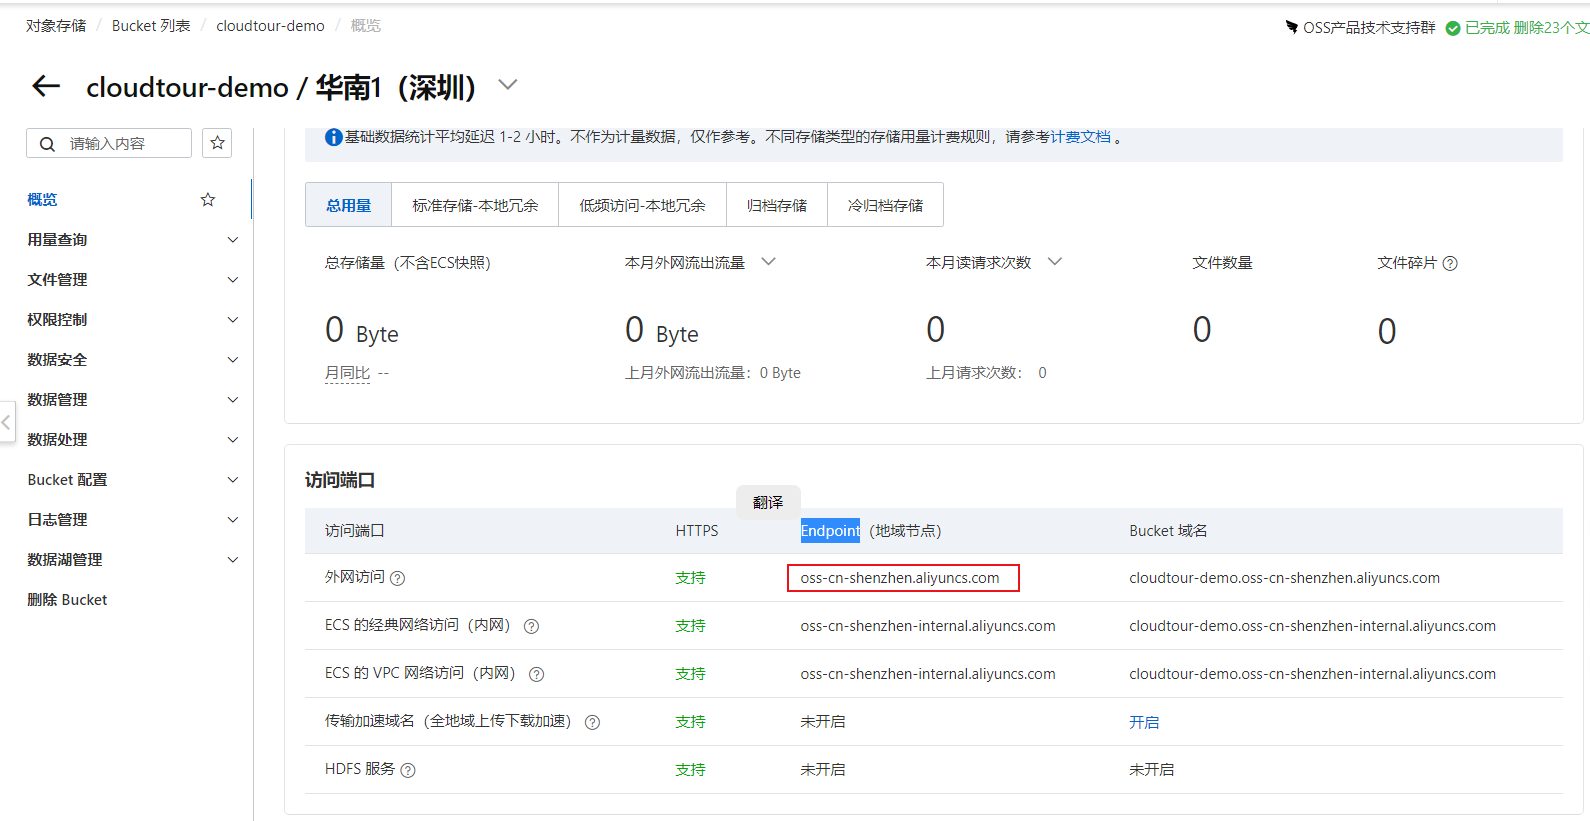 对象存储 / Bucket 列表 / cloudtour-demo / 概览
OSS产品技术支持群 已完成 删除23个文
cloudtour-demo / 华南1（深圳）
请输入内容
概览
用量查询
文件管理
权限控制
数据安全
数据管理
数据处理
Bucket 配置
日志管理
数据湖管理
删除 Bucket
基础数据统计平均延迟 1-2 小时。不作为计量数据，仅作参考。不同存储类型的存储用量计费规则，请参考计费文档 。
总用量 标准存储-本地冗余 低频访问-本地冗余 归档存储 冷归档存储
总存储量（不含ECS快照） 本月外网流出流量 本月读请求次数 文件数量 文件碎片
0 Byte 0 Byte 0 0 0
月同比 -- 上月外网流出流量：0 Byte 上月请求次数： 0
访问端口
翻译
访问端口 HTTPS Endpoint（地域节点） Bucket 域名
外网访问 支持 oss-cn-shenzhen.aliyuncs.com cloudtour-demo.oss-cn-shenzhen.aliyuncs.com
ECS 的经典网络访问（内网） 支持 oss-cn-shenzhen-internal.aliyuncs.com cloudtour-demo.oss-cn-shenzhen-internal.aliyuncs.com
ECS 的 VPC 网络访问（内网） 支持 oss-cn-shenzhen-internal.aliyuncs.com cloudtour-demo.oss-cn-shenzhen-internal.aliyuncs.com
传输加速域名（全地域上传下载加速） 支持 未开启 开启
HDFS 服务 支持 未开启 未开启